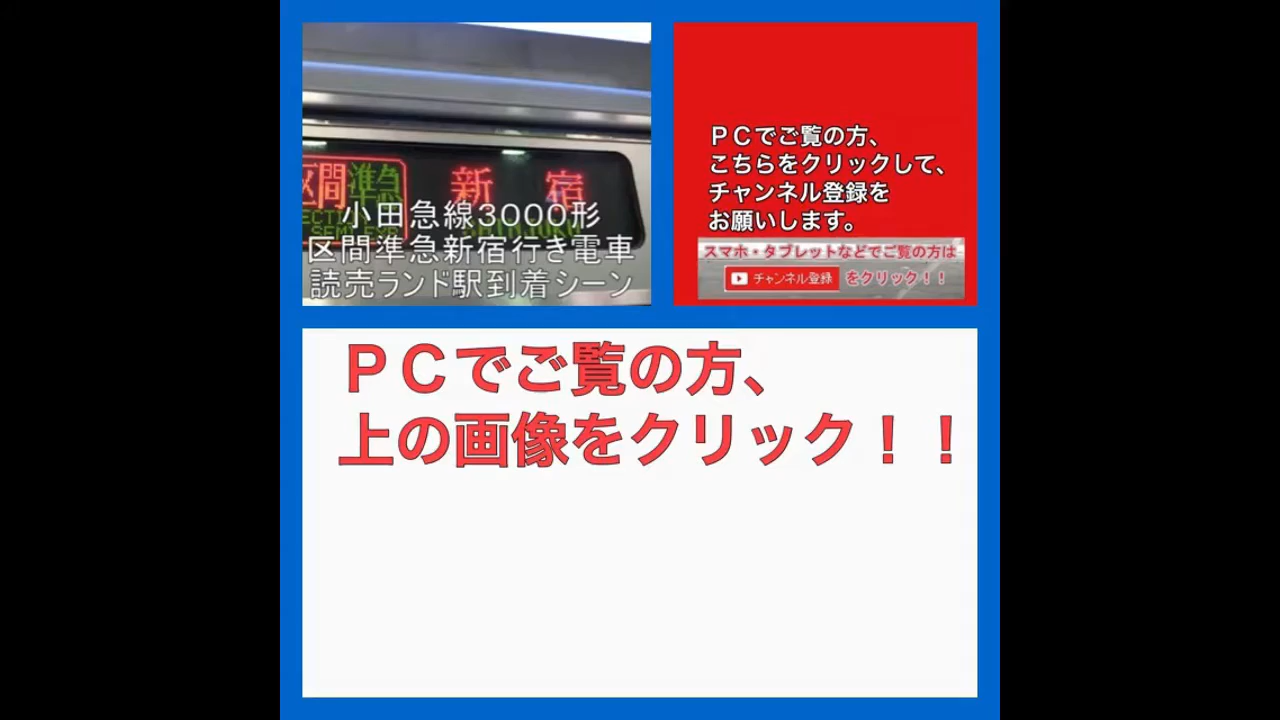 区間準急 新宿
小田急線3000形
区間準急新宿行き電車
読売ランド駅到着シーン
ＰＣでご覧の方、
こちらをクリックして、
チャンネル登録を
お願いします。
スマホ・タブレットなどでご覧の方は
チャンネル登録 をクリック！！
ＰＣでご覧の方、
上の画像をクリック！！